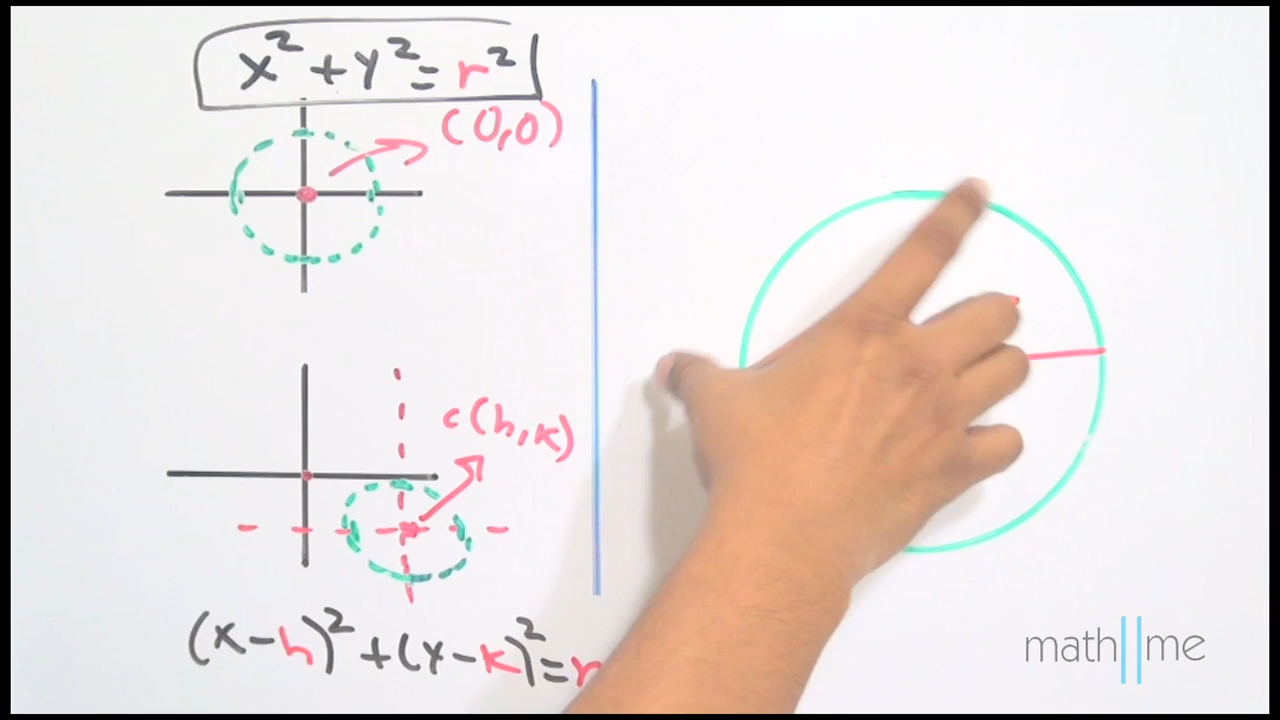 x² + y² = r²
(0,0)
c(h,k)
(x-h)² + (y-k)² = r
math me